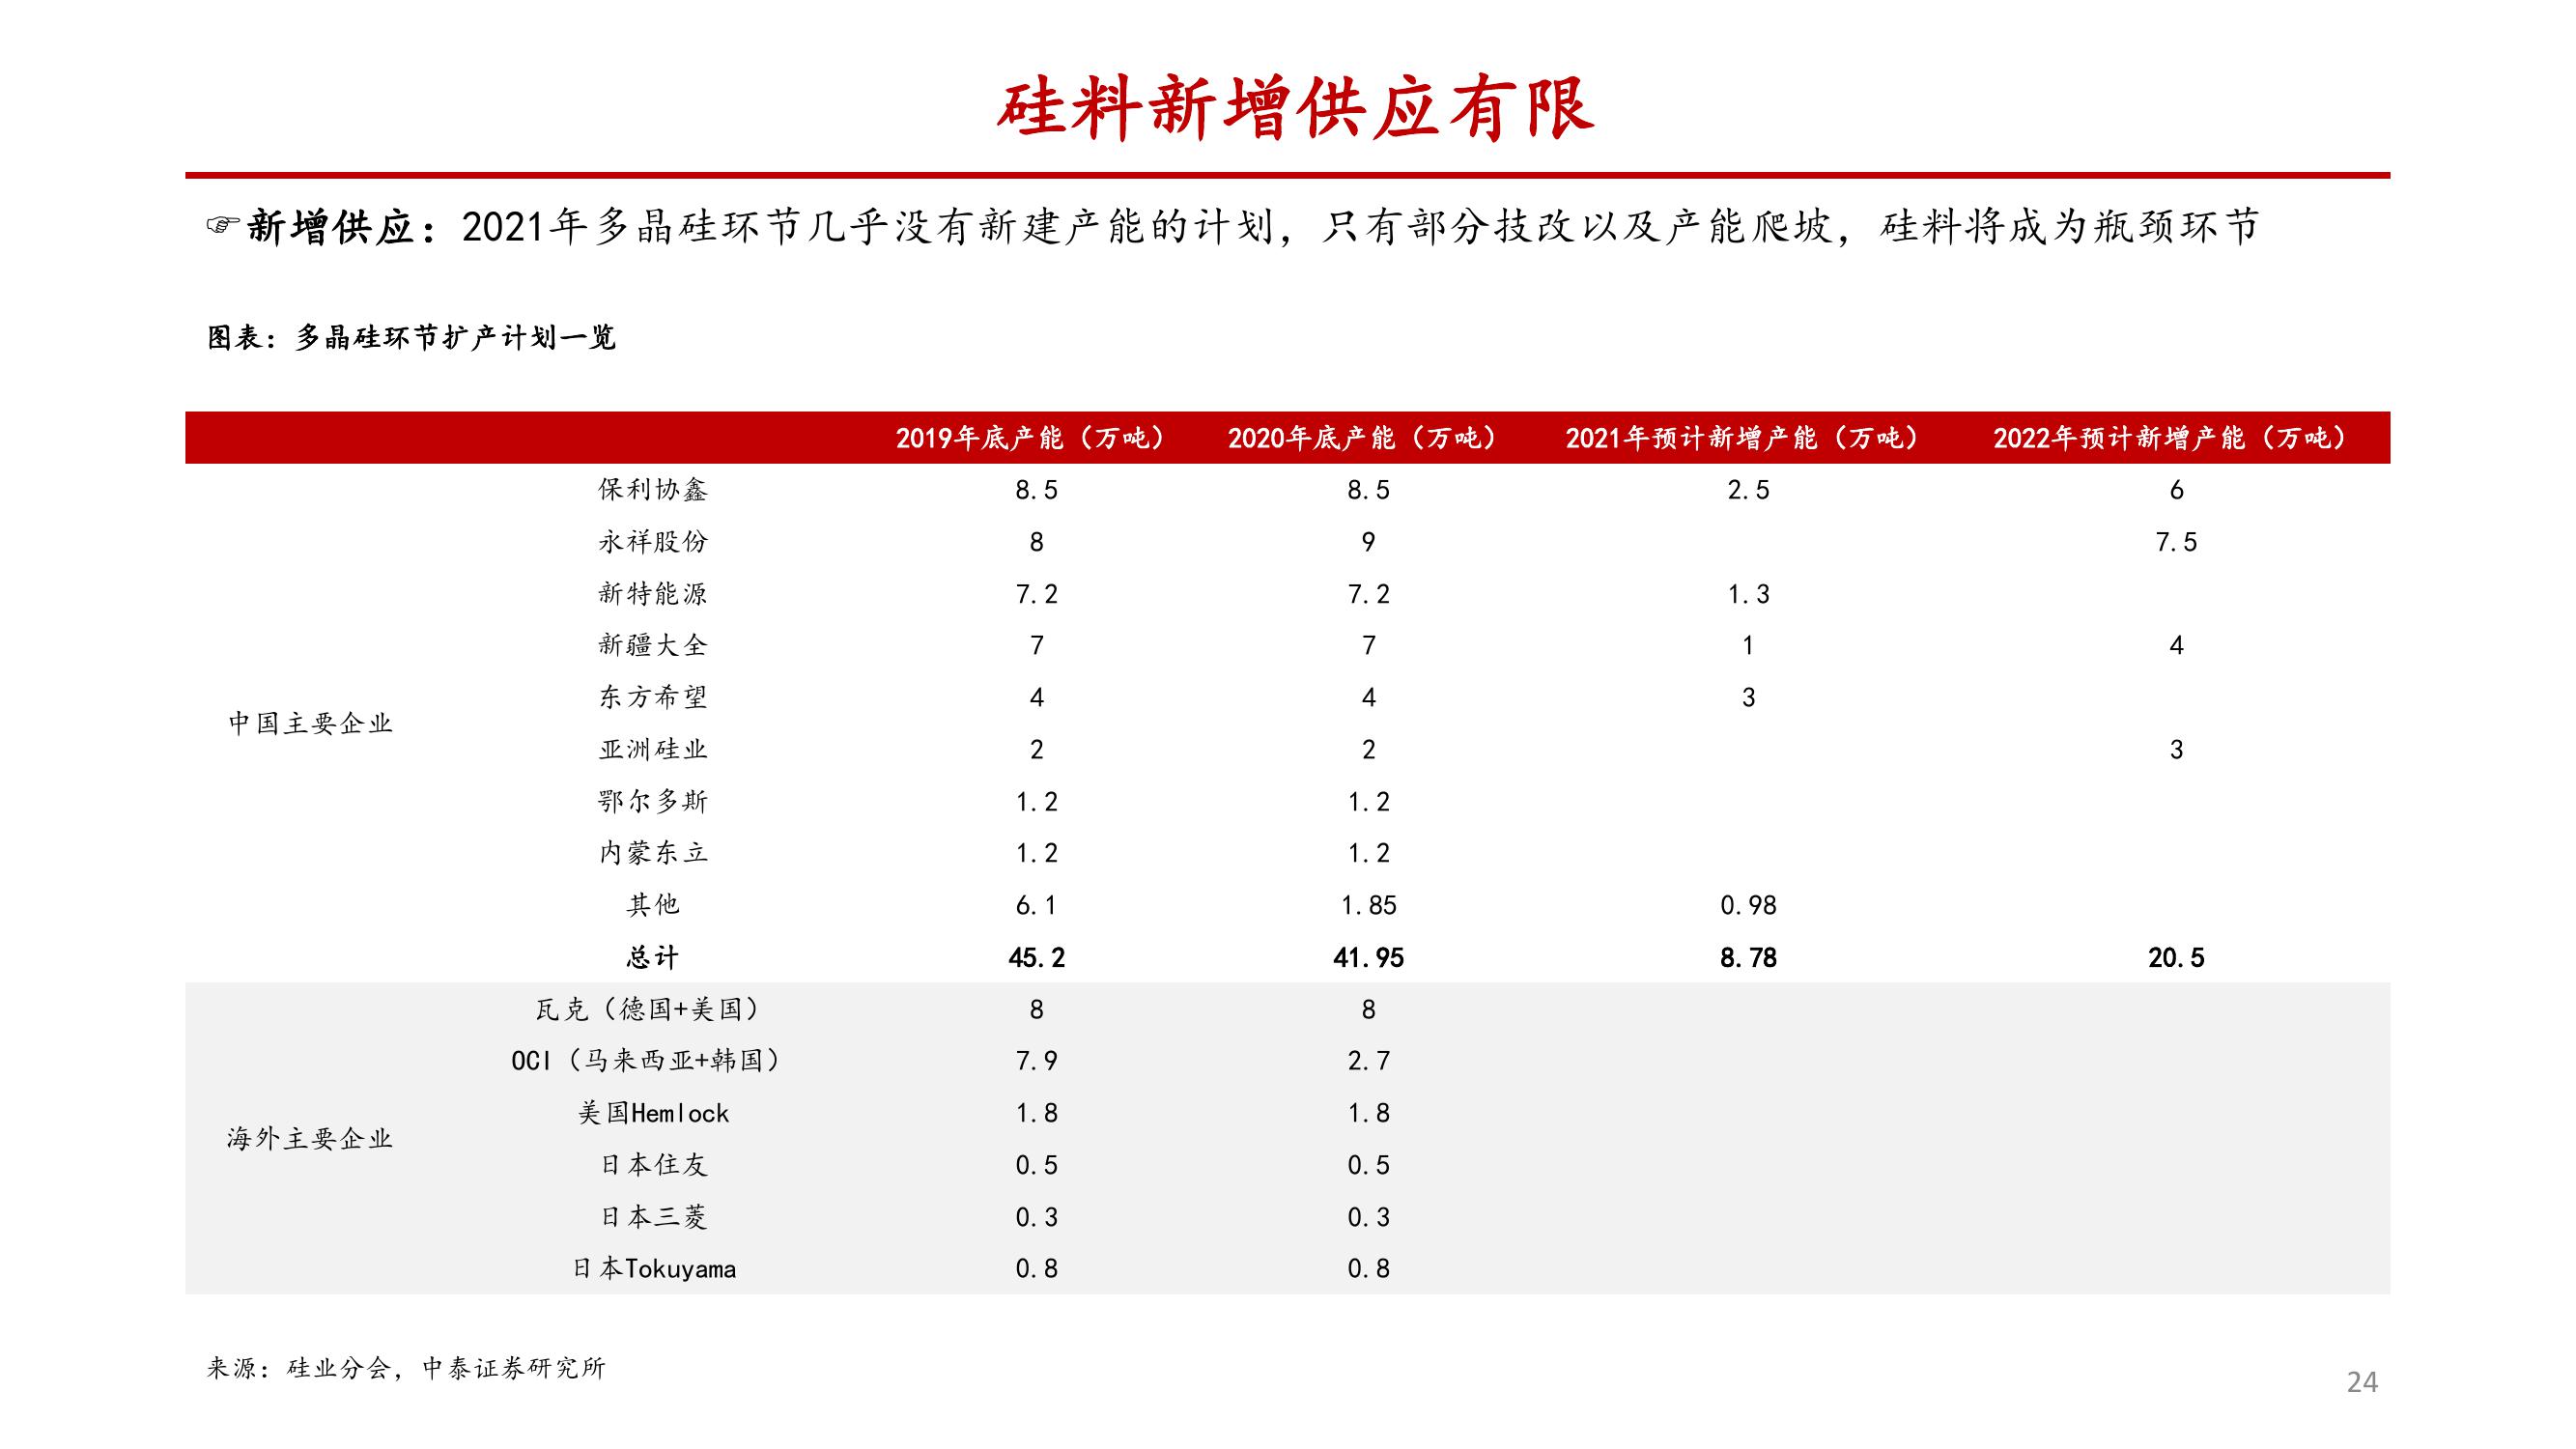 硅料新增供应有限
☞新增供应：2021年多晶硅环节几乎没有新建产能的计划，只有部分技改以及产能爬坡，硅料将成为瓶颈环节
图表：多晶硅环节扩产计划一览
2019年底产能（万吨） 2020年底产能（万吨） 2021年预计新增产能（万吨） 2022年预计新增产能（万吨）
中国主要企业
保利协鑫 8.5 8.5 2.5 6
永祥股份 8 9 7.5
新特能源 7.2 7.2 1.3
新疆大全 7 7 1 4
东方希望 4 4 3
亚洲硅业 2 2 3
鄂尔多斯 1.2 1.2
内蒙东立 1.2 1.2
其他 6.1 1.85 0.98
总计 45.2 41.95 8.78 20.5
海外主要企业
瓦克（德国+美国） 8 8
OCI（马来西亚+韩国） 7.9 2.7
美国Hemlock 1.8 1.8
日本住友 0.5 0.5
日本三菱 0.3 0.3
日本Tokuyama 0.8 0.8
来源：硅业分会，中泰证券研究所
24